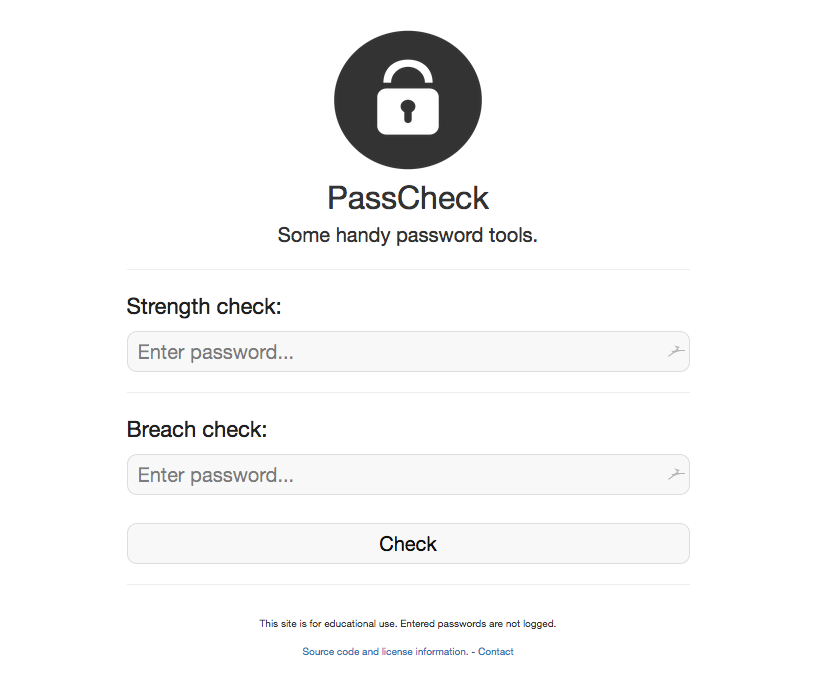 PassCheck
Some handy password tools.
Strength check:
Enter password...
Breach check:
Enter password...
Check
This site is for educational use. Entered passwords are not logged.
Source code and license information. - Contact